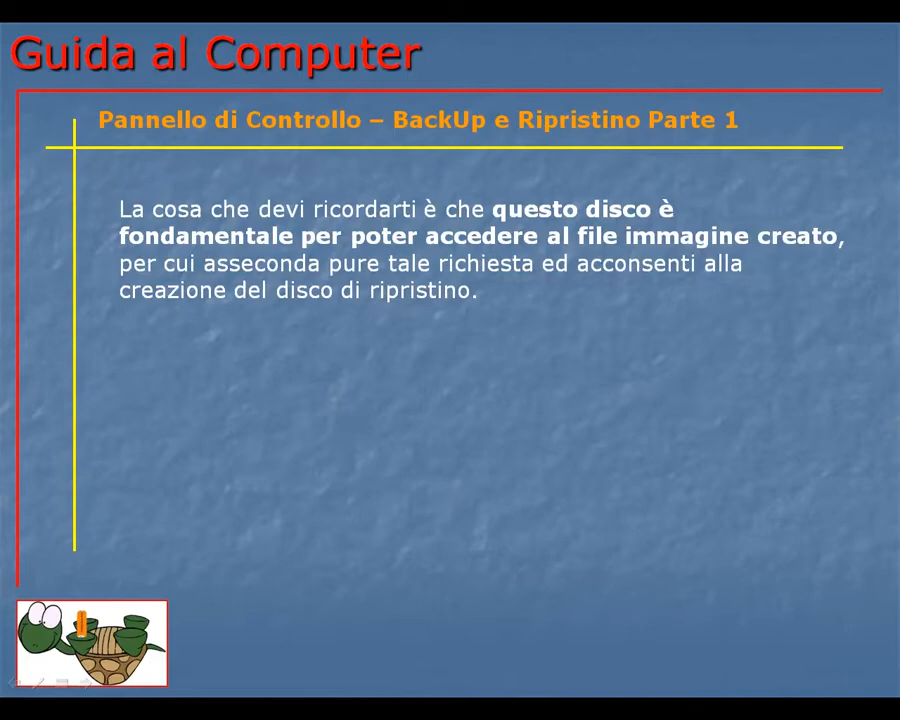 Guida al Computer
Pannello di Controllo – BackUp e Ripristino Parte 1
La cosa che devi ricordarti è che questo disco è
fondamentale per poter accedere al file immagine creato,
per cui asseconda pure tale richiesta ed acconsenti alla
creazione del disco di ripristino.